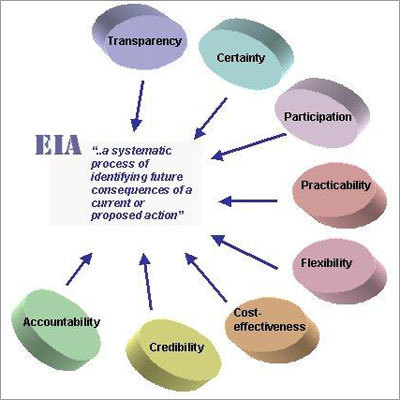 Transparency
Certainty
Participation
Practicability
Flexibility
Cost-
effectiveness
Credibility
Accountability
EIA
“..a systematic
process of
identifying future
consequences of a
current or
proposed action”